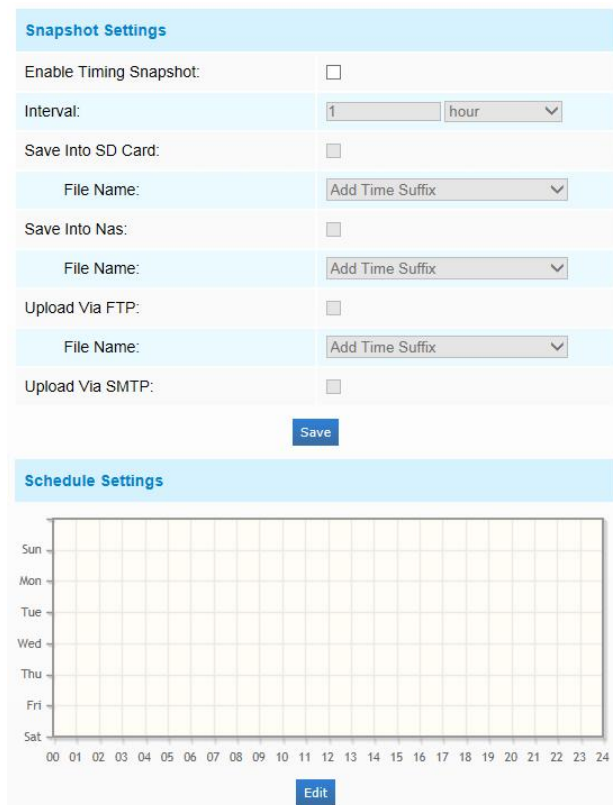 Snapshot Settings
Enable Timing Snapshot:
Interval: 1 hour
Save Into SD Card:
File Name: Add Time Suffix
Save Into Nas:
File Name: Add Time Suffix
Upload Via FTP:
File Name: Add Time Suffix
Upload Via SMTP:
Save
Schedule Settings
Sun
Mon
Tue
Wed
Thu
Fri
Sat
00 01 02 03 04 05 06 07 08 09 10 11 12 13 14 15 16 17 18 19 20 21 22 23 24
Edit